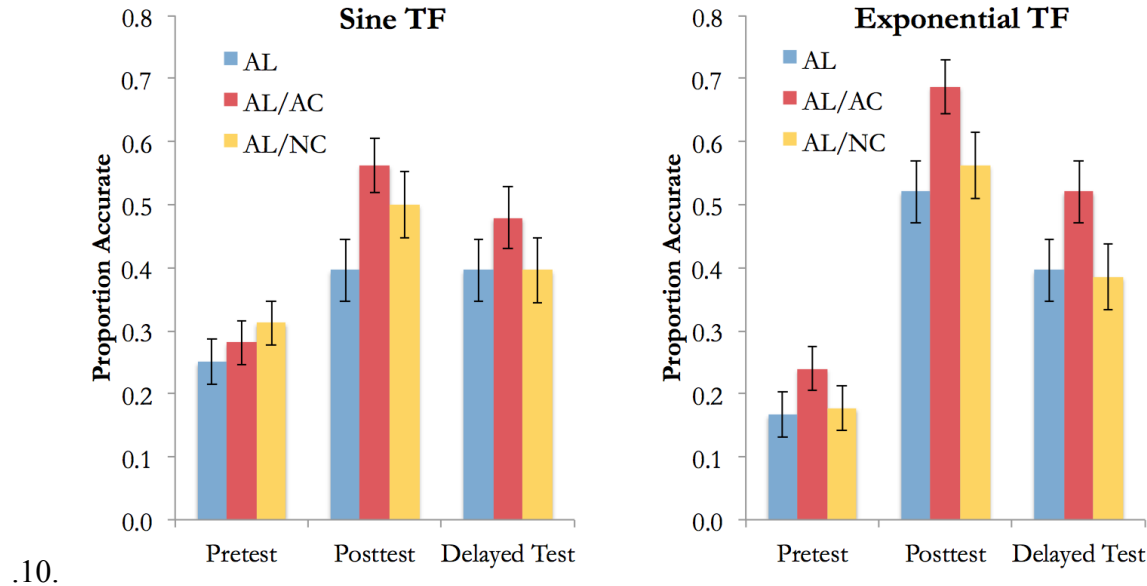 Sine TF
Proportion Accurate
0.8
0.7
0.6
0.5
0.4
0.3
0.2
0.1
0.0
AL
AL/AC
AL/NC
Pretest Posttest Delayed Test
Exponential TF
Proportion Accurate
0.8
0.7
0.6
0.5
0.4
0.3
0.2
0.1
0.0
AL
AL/AC
AL/NC
Pretest Posttest Delayed Test
.10.